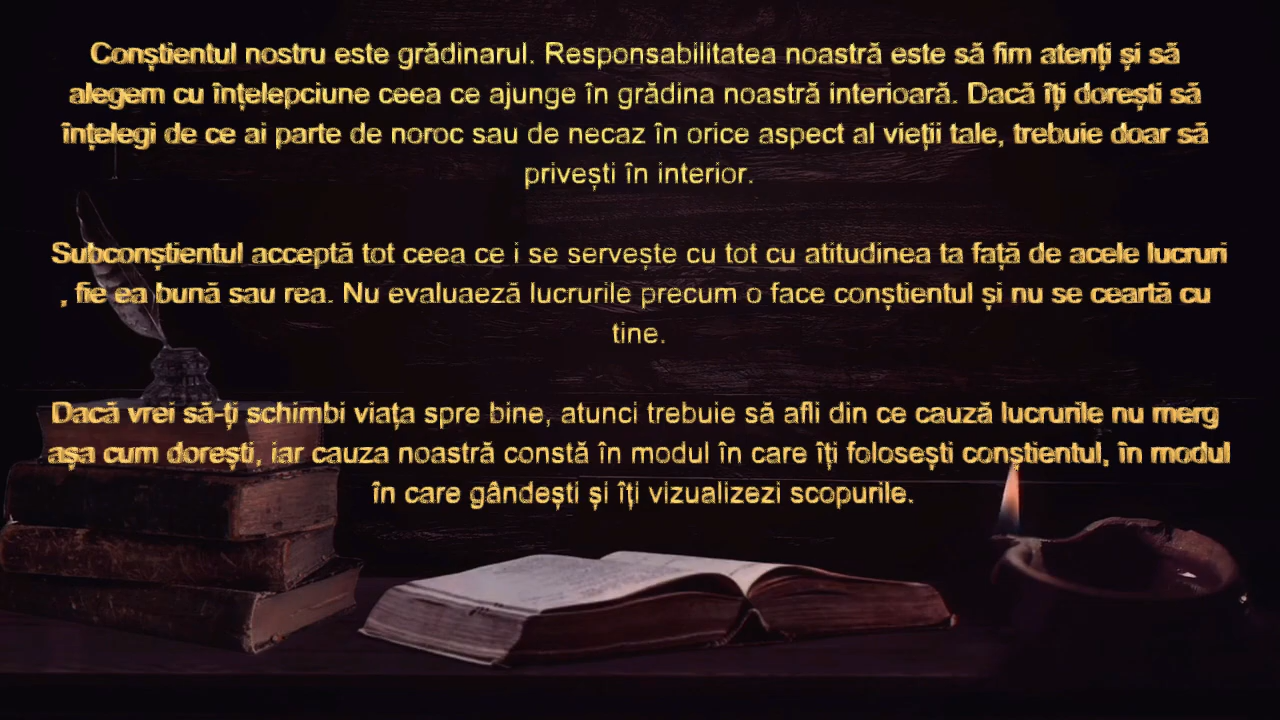 Conștientul nostru este grădinarul. Responsabilitatea noastră este să fim atenți și să
alegem cu înțelepciune ceea ce ajunge în grădina noastră interioară. Dacă îți dorești să
înțelegi de ce ai parte de noroc sau de necaz în orice aspect al vieții tale, trebuie doar să
privești în interior.
Subconștientul acceptă tot ceea ce i se servește cu tot cu atitudinea ta față de acele lucruri
, fie ea bună sau rea. Nu evaluaeză lucrurile precum o face conștientul și nu se ceartă cu
tine.
Dacă vrei să-ți schimbi viața spre bine, atunci trebuie să afli din ce cauză lucrurile nu merg
așa cum dorești, iar cauza noastră constă în modul în care îți folosești conștientul, în modul
în care gândești și îți vizualizezi scopurile.